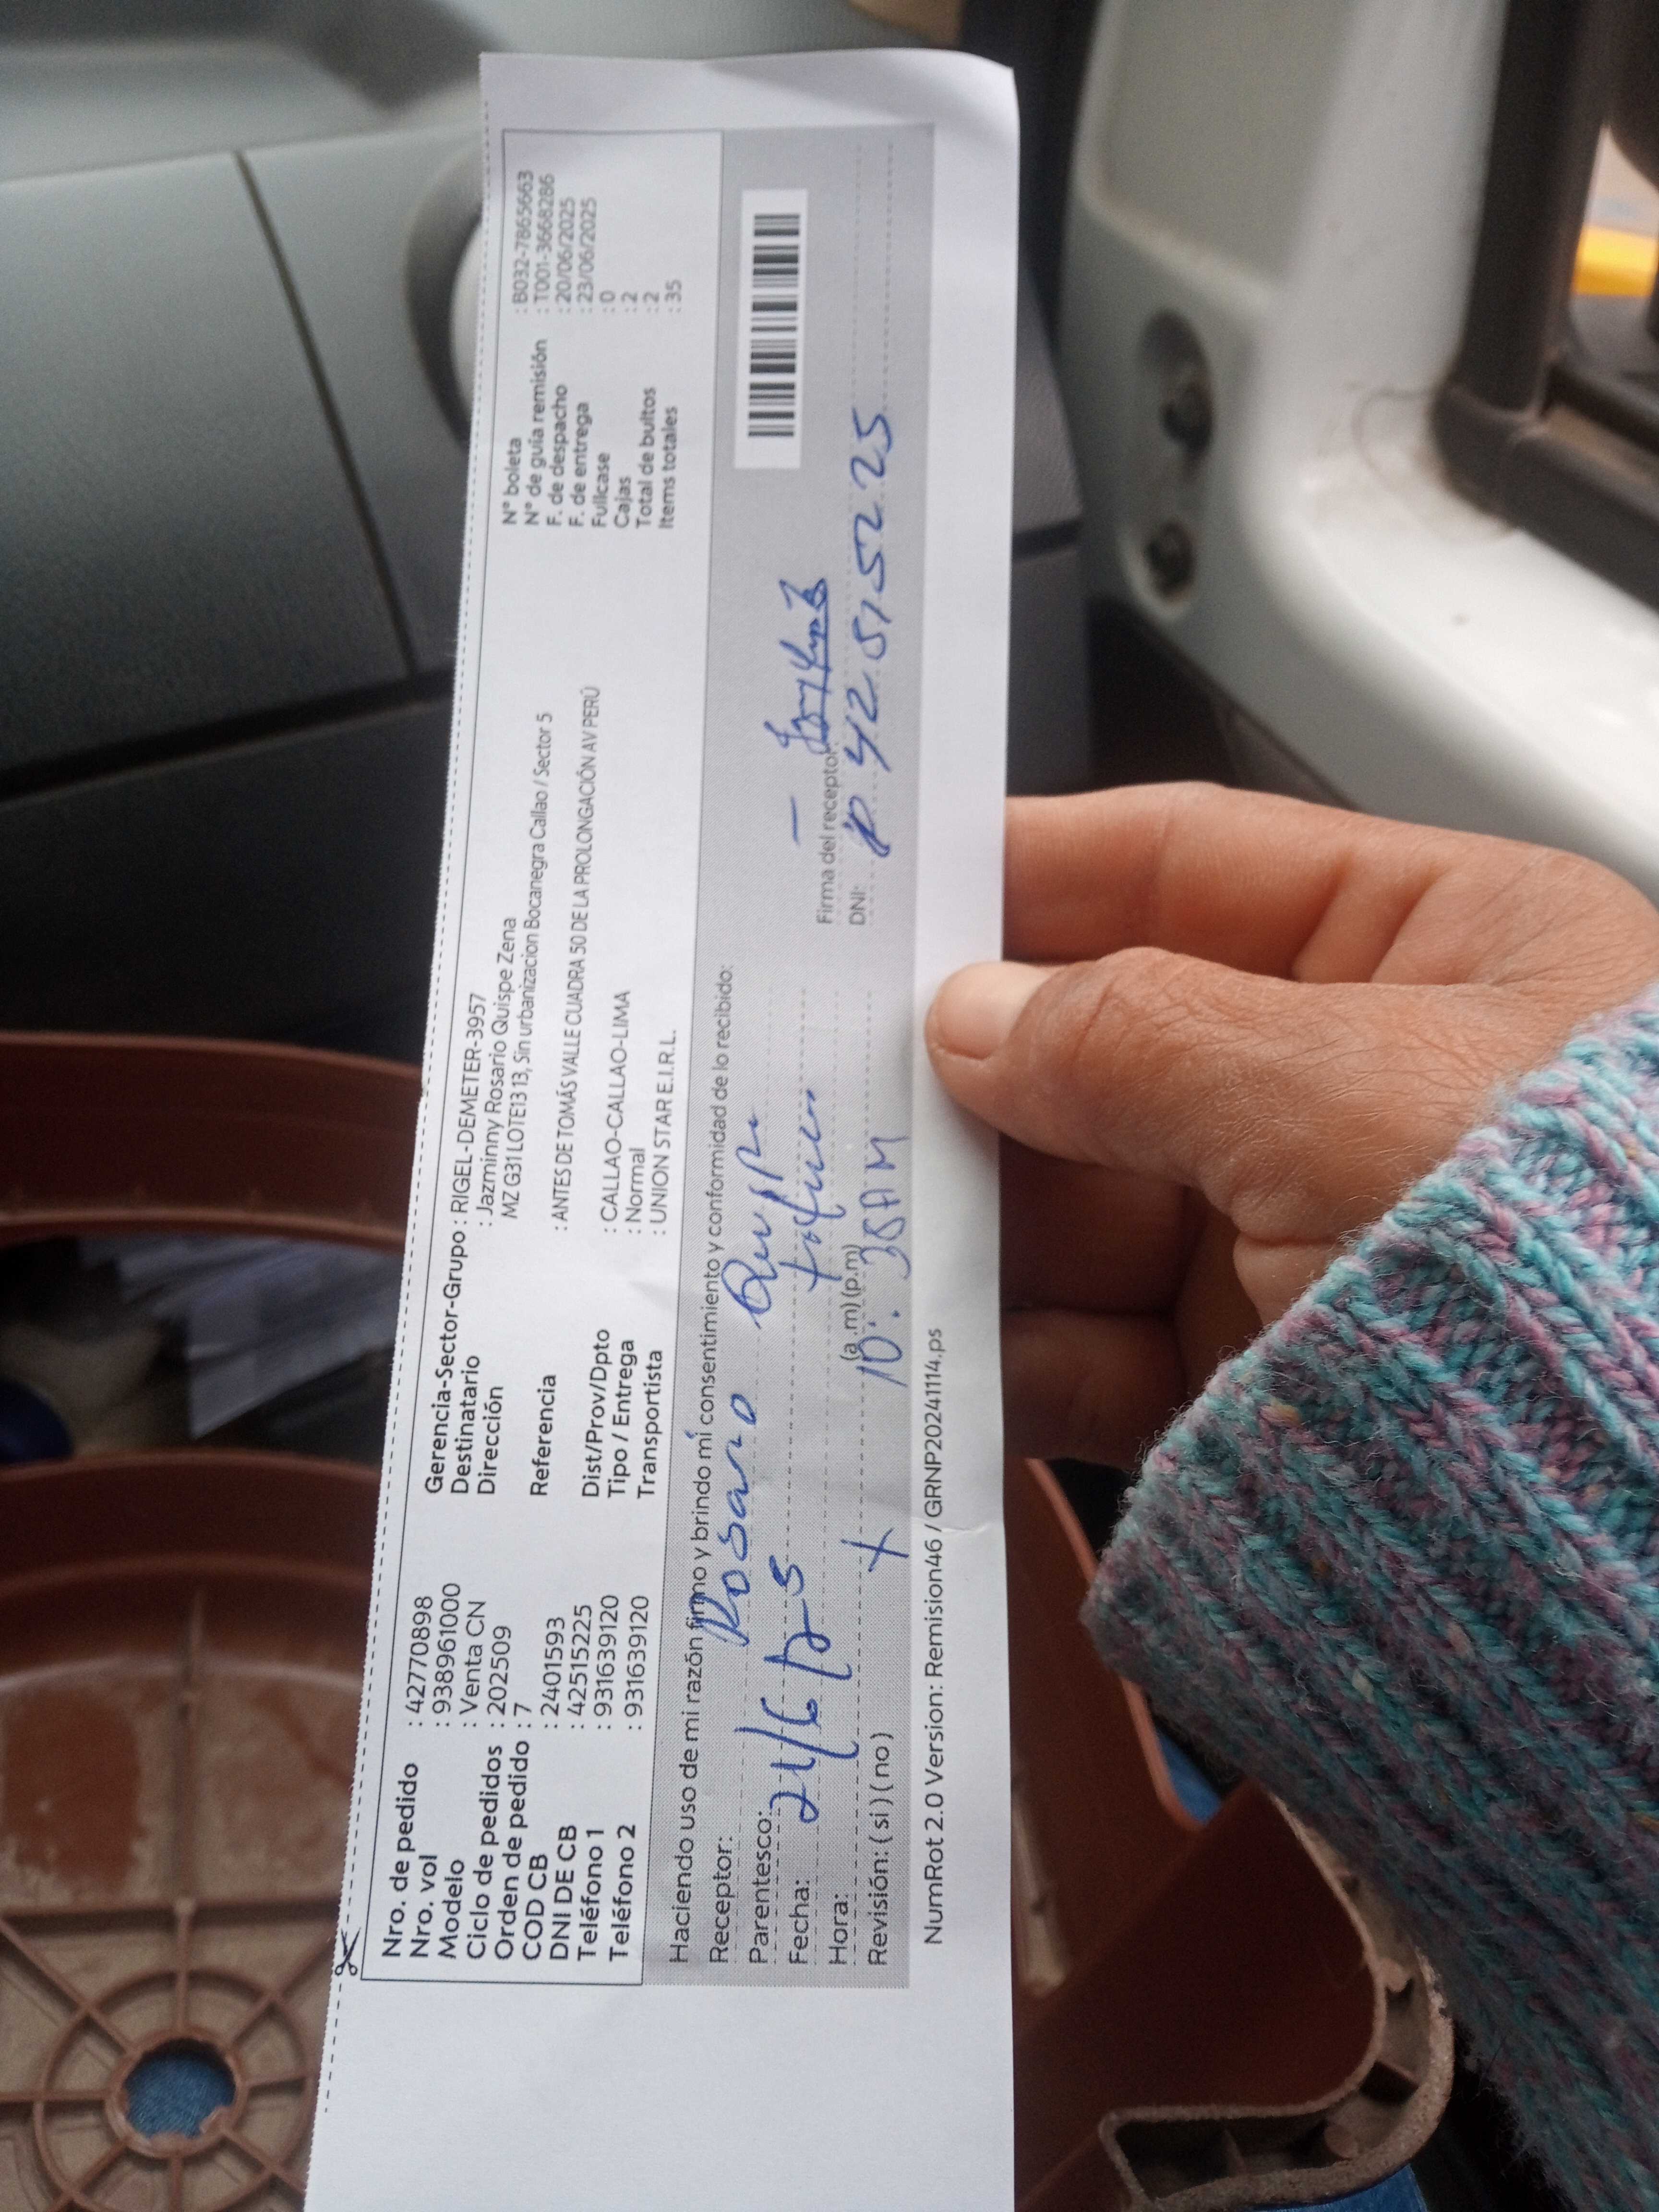 Nro. de pedido : 42770898
Nro. vol : 938961000
Modelo : Venta CN
Ciclo de pedidos : 202509
Orden de pedido : 7
COD CB : 2401593
DNI DE CB : 42515225
Teléfono 1 : 931639120
Teléfono 2 : 931639120
Gerencia-Sector-Grupo : RIGEL-DEMETER-3957
Destinatario : Jazminny Rosario Quispe Zena
Dirección MZ G31 LOTE13 13, Sin urbanizacion Bocanegra Callao / Sector 5
Referencia : ANTES DE TOMÁS VALLE CUADRA 50 DE LA PROLONGACIÓN AV PERÚ
Dist/Prov/Dpto : CALLAO-CALLAO-LIMA
Tipo / Entrega : Normal
Transportista : UNION STAR E.I.R.L.
N° boleta : B032-7865663
N° de guía remisión : T001-3668286
F. de despacho : 20/06/2025
F. de entrega : 23/06/2025
Fullcase : 0
Cajas : 2
Total de bultos : 2
Items totales : 35
Haciendo uso de mi razón firmo y brindo mi consentimiento y conformidad de lo recibido:
Receptor: Rosario
Parentesco:
Fecha: 21/6/25
Hora: (a.m) (p.m) 10:35AM
Revisión: ( si ) ( no ) X
Firma del receptor:
DNI: 42515225
NumRot 2.0 Version: Remision46 / GRNP20241114.ps